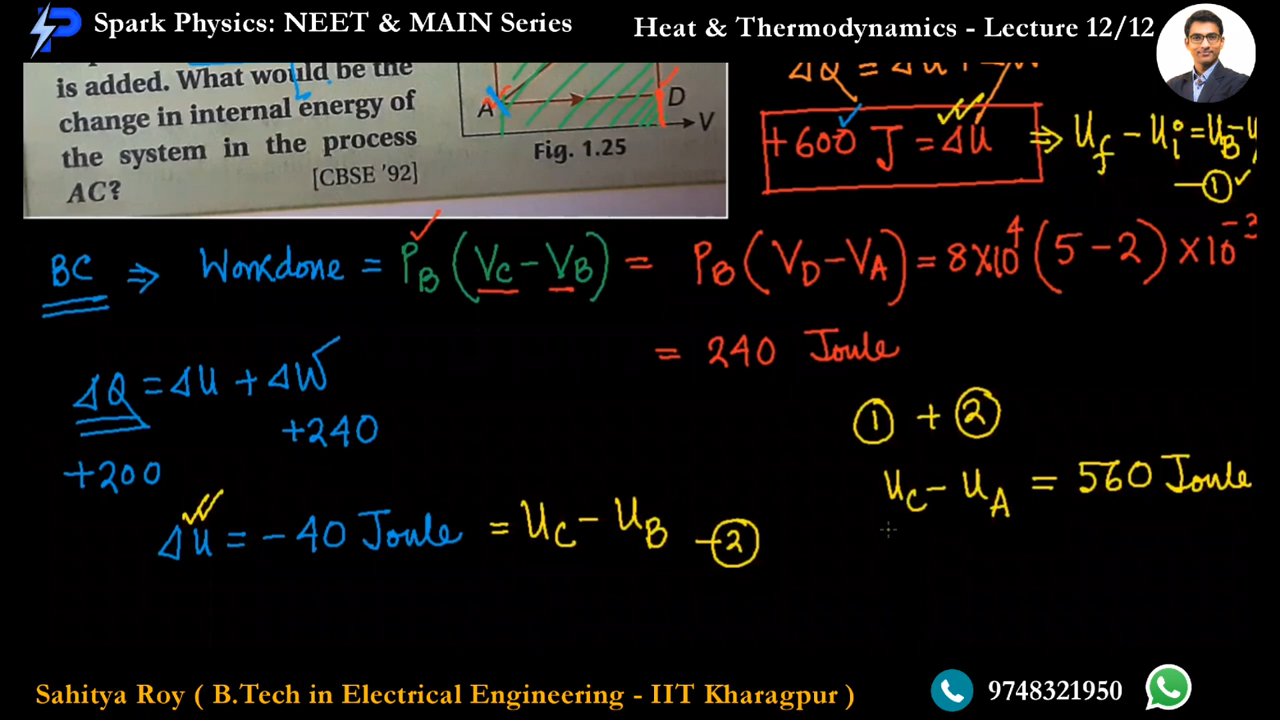 Spark Physics: NEET & MAIN Series
Heat & Thermodynamics - Lecture 12/12
is added. What would be the
change in internal energy of
the system in the process
AC?
[CBSE '92]
A
D
V
Fig. 1.25
ΔQ = ΔU +
+600 J = ΔU ⇒ U_f - U_i = U_B -
-①
BC ⇒ Workdone = P_B (V_C - V_B) = P_B (V_D - V_A) = 8×10⁴ (5 - 2) × 10⁻³
= 240 Joule
ΔQ = ΔU + ΔW
+240
+200
ΔU = -40 Joule = U_C - U_B -②
① + ②
U_C - U_A = 560 Joule
Sahitya Roy ( B.Tech in Electrical Engineering - IIT Kharagpur )
9748321950